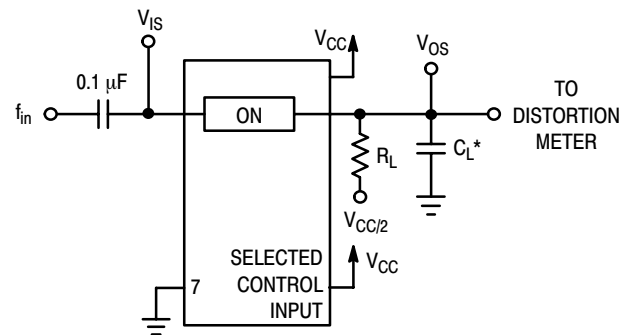 V_IS
V_CC
V_OS
0.1 μF
f_in
ON
TO
DISTORTION
METER
R_L
C_L*
V_CC/2
SELECTED
CONTROL
INPUT
V_CC
7